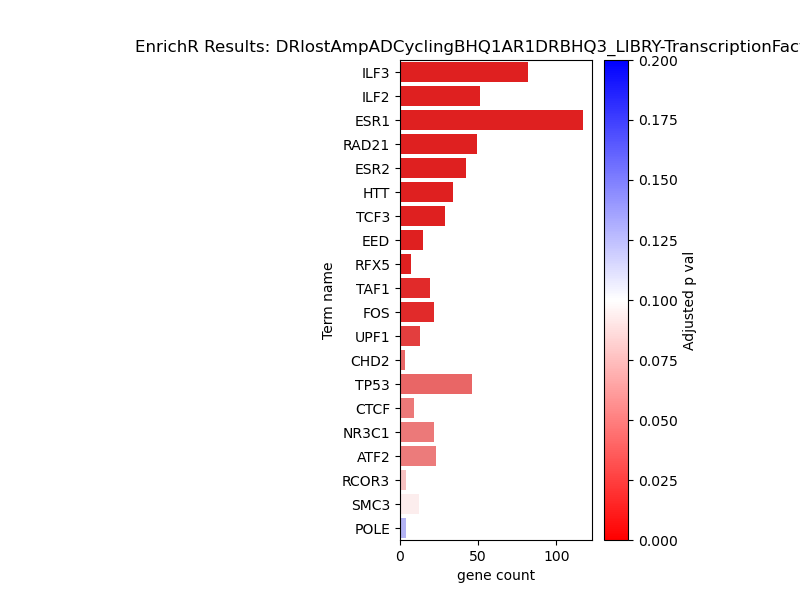 EnrichR Results: DRlostAmpADCyclingBHQ1AR1DRBHQ3_LIBRY-TranscriptionFac
ILF3
ILF2
ESR1
RAD21
ESR2
HTT
TCF3
EED
RFX5
TAF1
FOS
UPF1
CHD2
TP53
CTCF
NR3C1
ATF2
RCOR3
SMC3
POLE
Term name
0 50 100
gene count
0.200
0.175
0.150
0.125
0.100
0.075
0.050
0.025
0.000
Adjusted p val